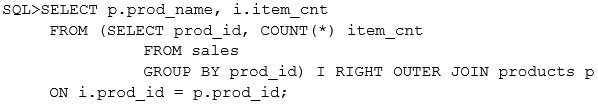 SQL>SELECT p.prod_name, i.item_cnt
FROM (SELECT prod_id, COUNT(*) item_cnt
FROM sales
GROUP BY prod_id) I RIGHT OUTER JOIN products p
ON i.prod_id = p.prod_id;